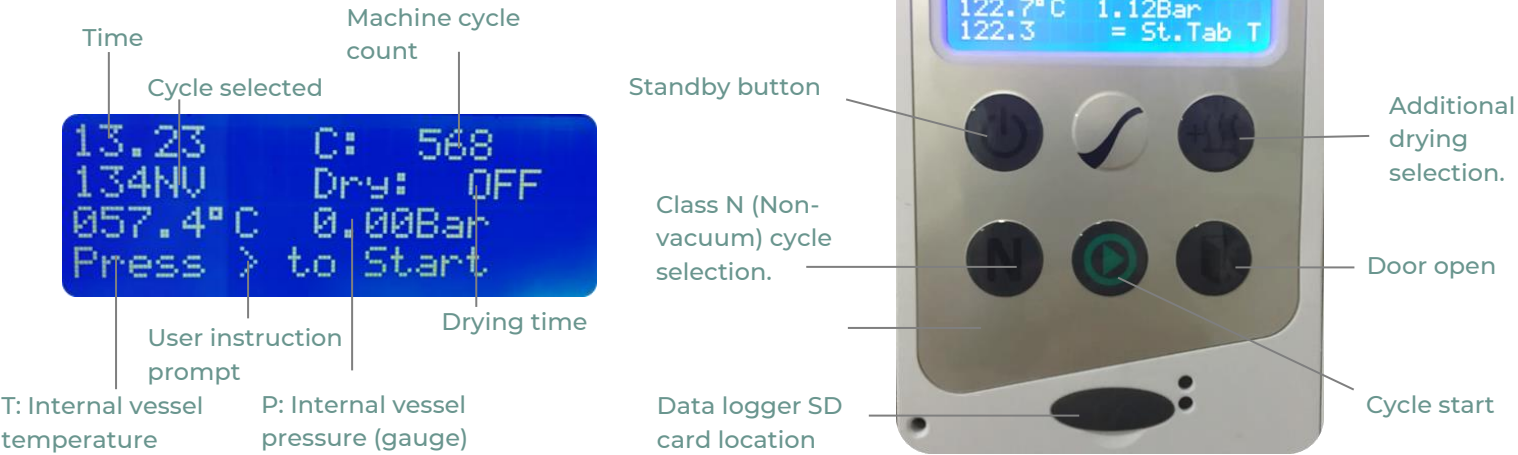 Time
Machine cycle
count
Cycle selected
13.23 C: 568
134NV Dry: OFF
057.4°C 0.00Bar
Press > to Start
User instruction
prompt
Drying time
T: Internal vessel
temperature
P: Internal vessel
pressure (gauge)
122.7°C 1.12Bar
122.3 = St.Tab T
Standby button
Additional
drying
selection.
+
Class N (Non-
vacuum) cycle
selection.
N
Door open
Data logger SD
card location
Cycle start